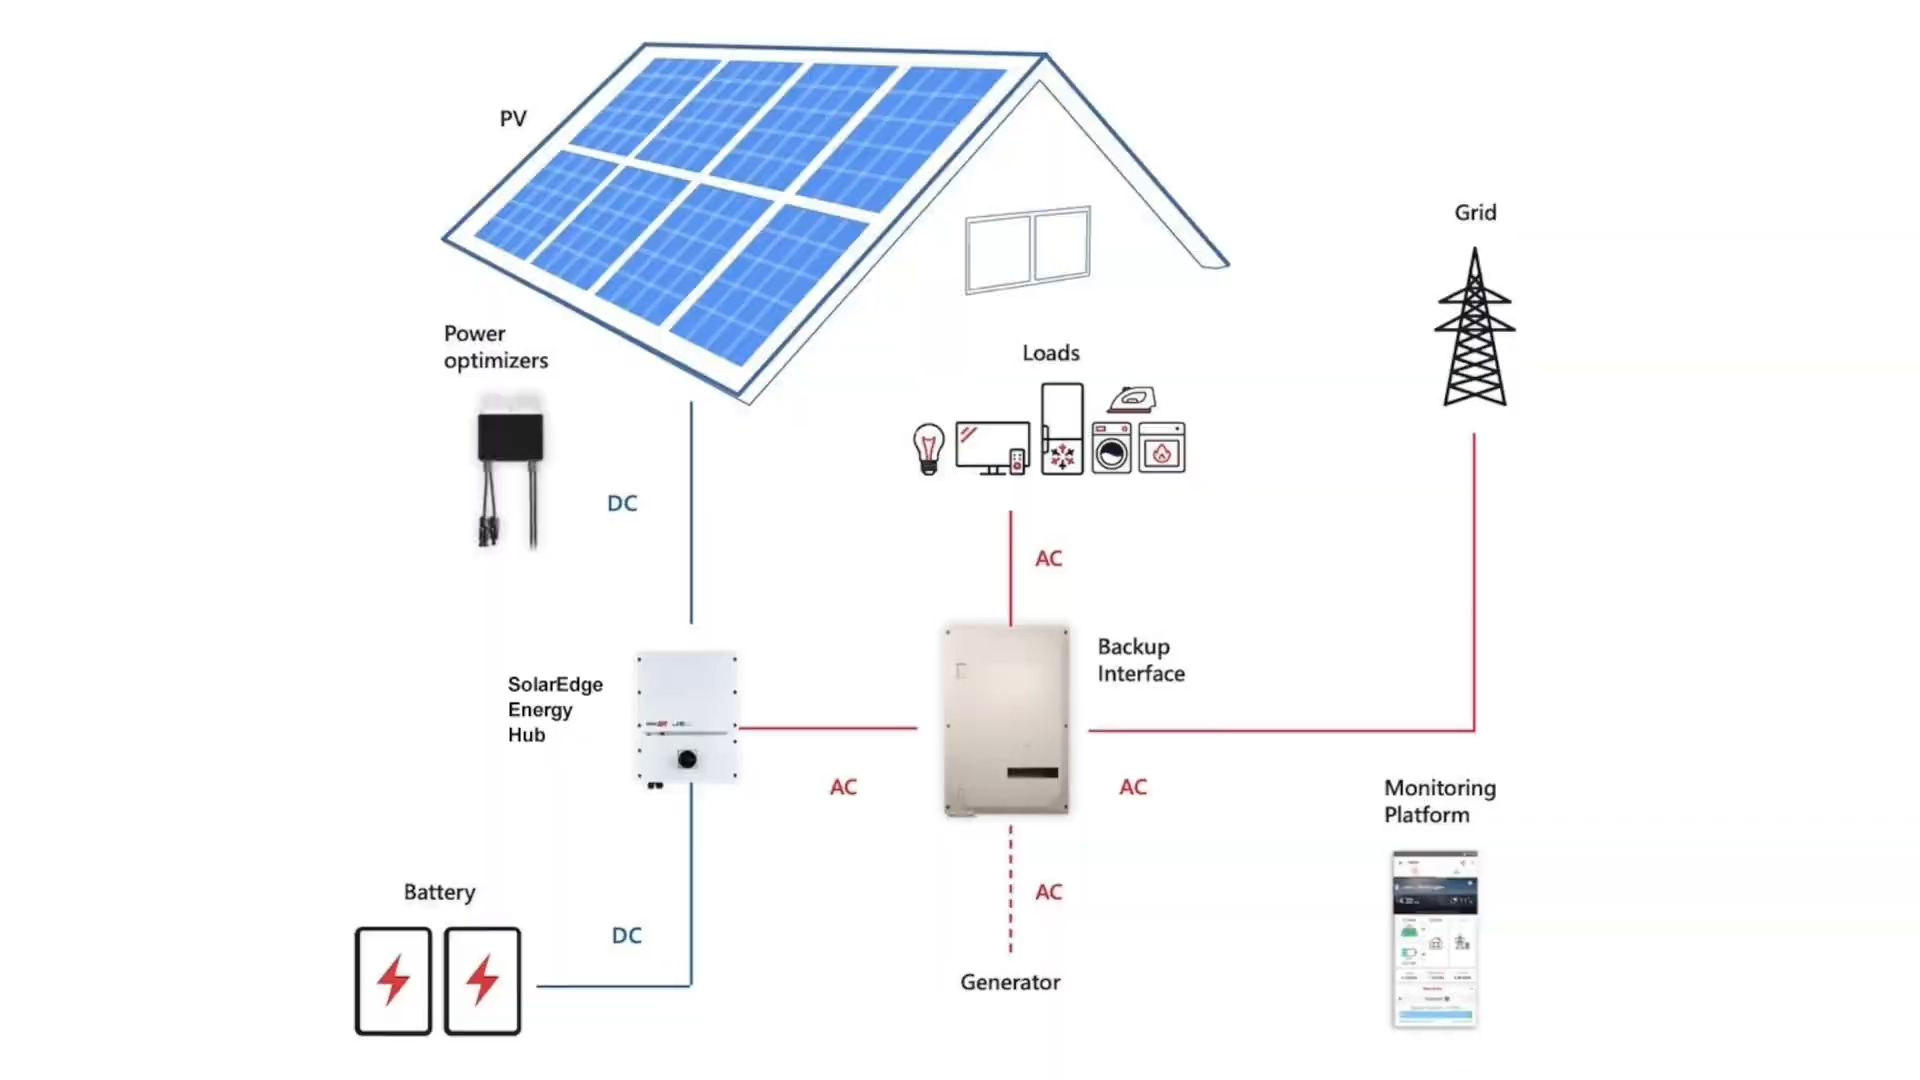 PV
Grid
Power
optimizers
Loads
DC
AC
Backup
Interface
SolarEdge
Energy
Hub
AC
AC
Monitoring
Platform
Battery
AC
DC
Generator